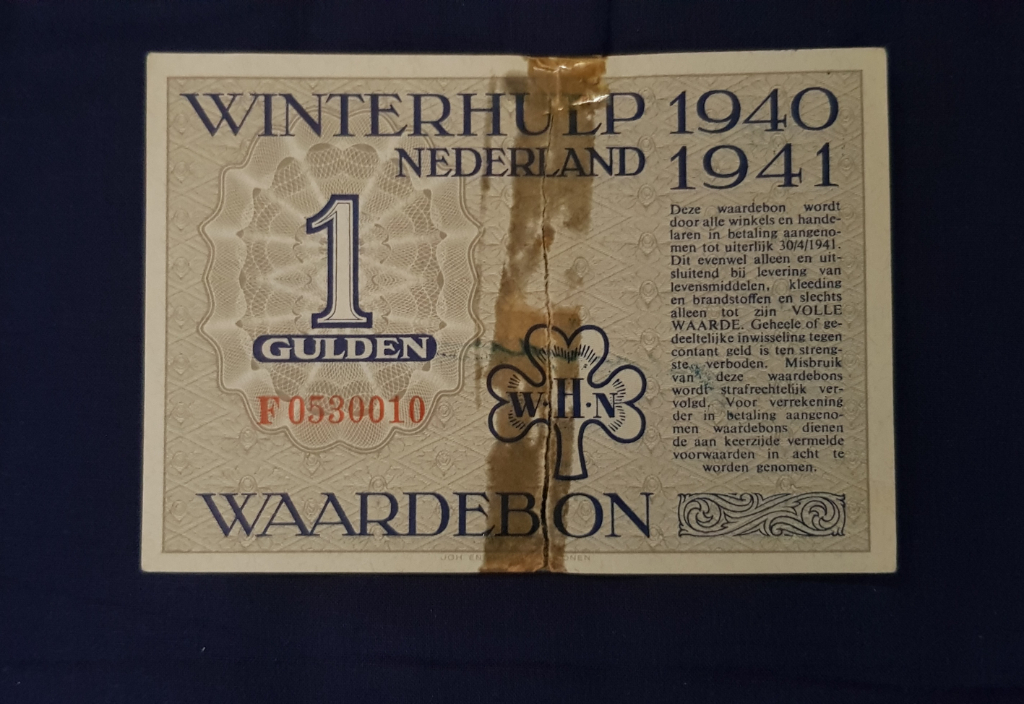 WINTERHULP 1940
NEDERLAND 1941
1
GULDEN
F 0530010
W·H·N
WAARDEBON
Deze waardebon wordt
door alle winkels en hande-
laren in betaling aangeno-
men tot uiterlijk 30/4/1941.
Dit evenwel alleen en uit-
sluitend bij levering van
levensmiddelen, kleeding
en brandstoffen en slechts
alleen tot zijn VOLLE
WAARDE. Geheele of ge-
deeltelijke inwisseling tegen
contant geld is ten streng-
ste verboden. Misbruik
van deze waardebons
wordt strafrechtelijk ver-
volgd. Voor verrekening
der in betaling aangeno-
men waardebons dienen
de aan keerzijde vermelde
voorwaarden in acht te
worden genomen.
JOH